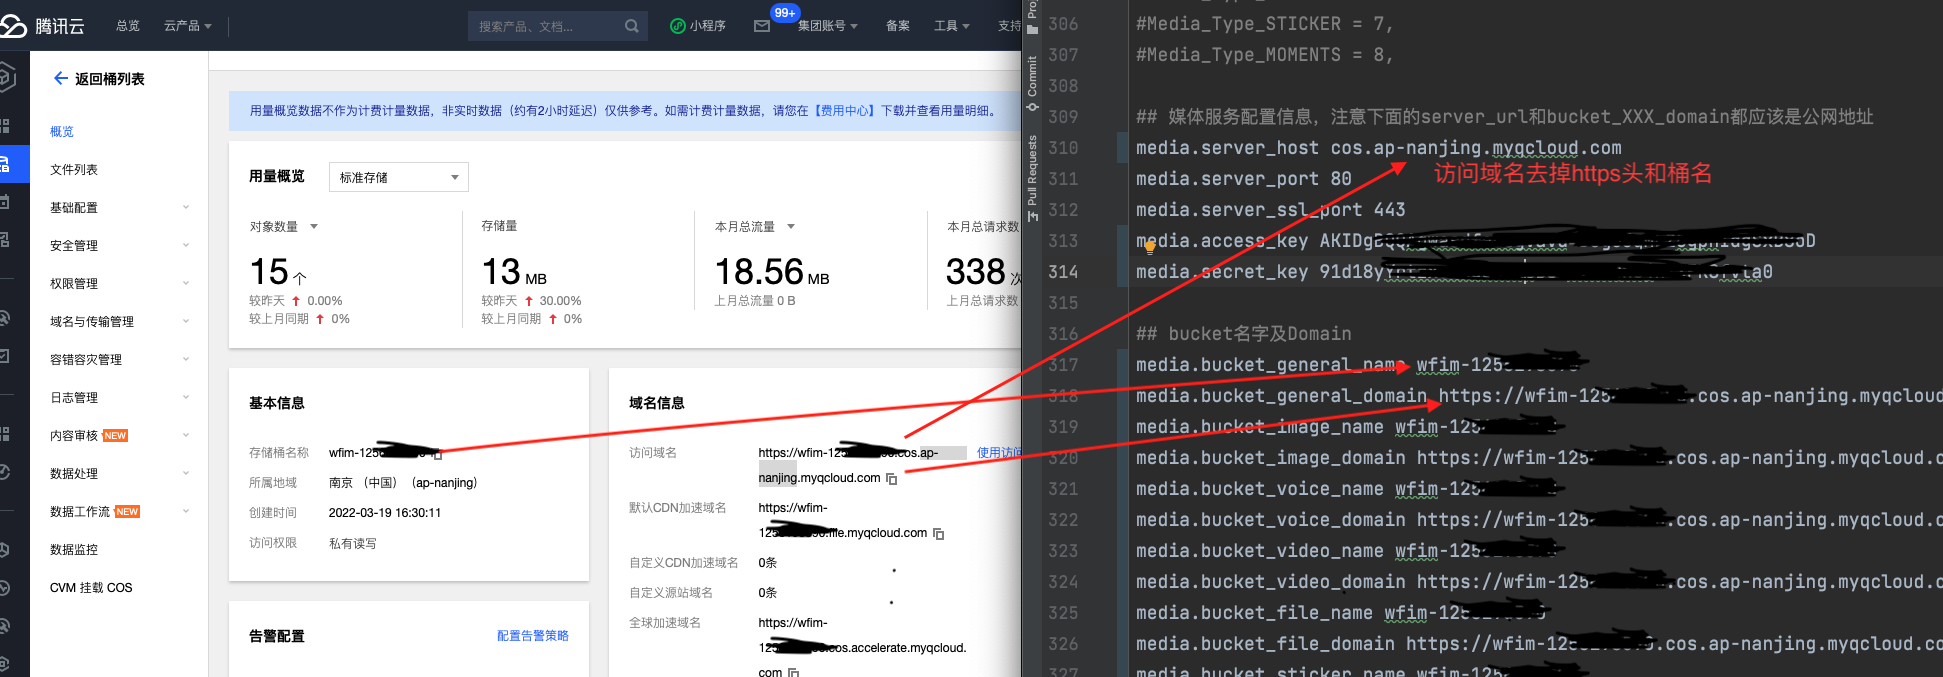 腾讯云
总览
云产品
搜索产品、文档...
小程序
99+
集团账号
备案
工具
支持
返回桶列表
概览
文件列表
基础配置
安全管理
权限管理
域名与传输管理
容错容灾管理
日志管理
内容审核 NEW
数据处理
数据工作流 NEW
数据监控
CVM 挂载 COS
用量概览数据不作为计费计量数据，非实时数据（约有2小时延迟）仅供参考。如需计费计量数据，请您在【费用中心】下载并查看用量明细。
用量概览
标准存储
对象数量
15 个
较昨天 ↑ 0.00%
较上月同期 ↑ 0%
存储量
13 MB
较昨天 ↑ 30.00%
较上月同期 ↑ 0%
本月总流量
18.56 MB
上月总流量 0 B
本月总请求数
338 次
上月总请求数
基本信息
存储桶名称 wfim-125
所属地域 南京 （中国） （ap-nanjing）
创建时间 2022-03-19 16:30:11
访问权限 私有读写
告警配置
配置告警策略
域名信息
访问域名 https://wfim-125 .cos.ap-
nanjing.myqcloud.com
使用访问
默认CDN加速域名 https://wfim-
125 .file.myqcloud.com
自定义CDN加速域名 0条
自定义源站域名 0条
全球加速域名 https://wfim-
125 .cos.accelerate.myqcloud.
com
Commit
Pull Requests
306 #Media_Type_STICKER = 7,
307 #Media_Type_MOMENTS = 8,
308
309 ## 媒体服务配置信息，注意下面的server_url和bucket_XXX_domain都应该是公网地址
310 media.server_host cos.ap-nanjing.myqcloud.com
访问域名去掉https头和桶名
311 media.server_port 80
312 media.server_ssl_port 443
313 media.access_key
314 media.secret_key
315
316 ## bucket名字及Domain
317 media.bucket_general_name wfim-125
318 media.bucket_general_domain https://wfim-125 .cos.ap-nanjing.myqcloud
319 media.bucket_image_name wfim-125
320 media.bucket_image_domain https://wfim-125 .cos.ap-nanjing.myqcloud.c
321 media.bucket_voice_name wfim-125
322 media.bucket_voice_domain https://wfim-125 .cos.ap-nanjing.myqcloud.c
323 media.bucket_video_name wfim-125
324 media.bucket_video_domain https://wfim-125 .cos.ap-nanjing.myqcloud.c
325 media.bucket_file_name wfim-125
326 media.bucket_file_domain https://wfim-125 .cos.ap-nanjing.myqcloud.co
327 media.bucket_sticker_name wfim-125